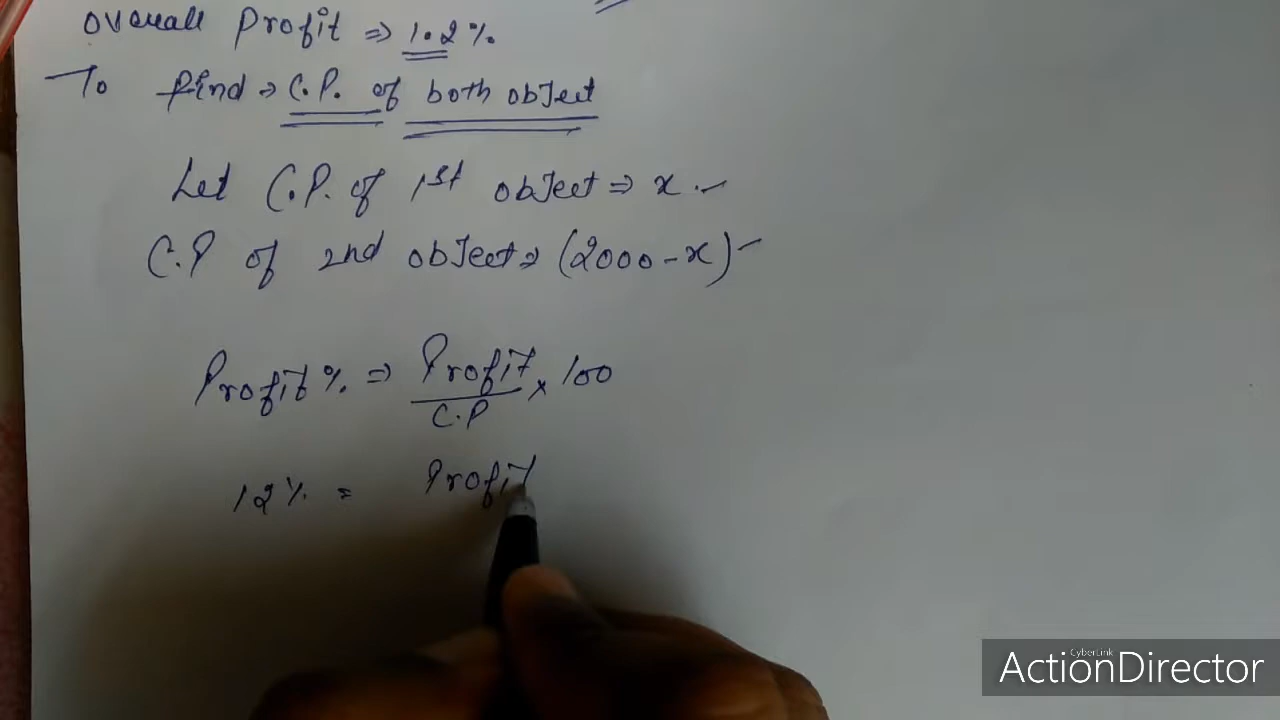 Overall Profit ⇒ 1.2%
To find ⇒ C.P. of both object
Let C.P. of 1st object ⇒ x
C.P of 2nd object ⇒ (2000-x)
Profit% ⇒ Profit/C.P × 100
12% = Profit
CyberLink
ActionDirector